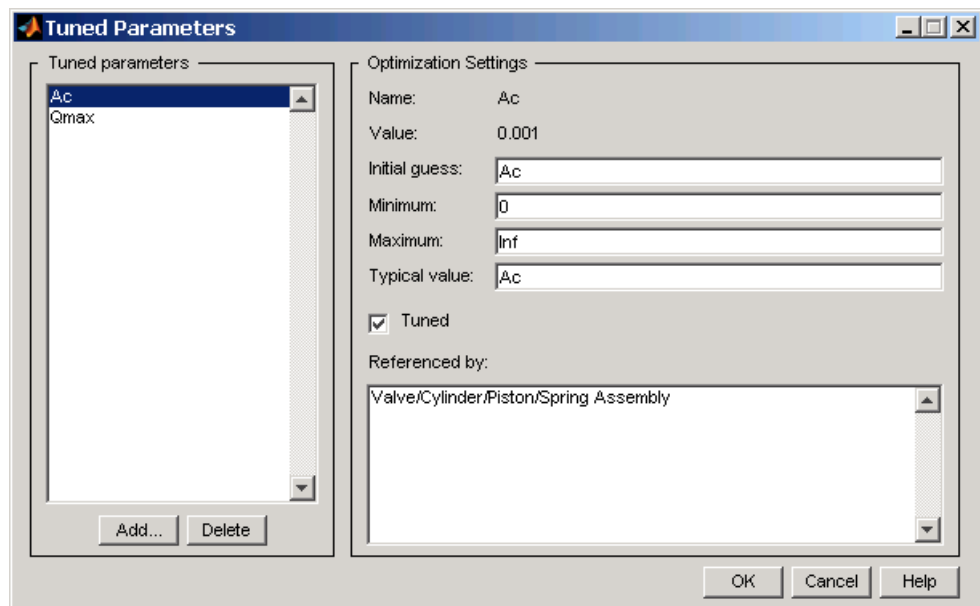 Tuned Parameters
Tuned parameters
Ac
Qmax
Add...
Delete
Optimization Settings
Name: Ac
Value: 0.001
Initial guess: Ac
Minimum: 0
Maximum: Inf
Typical value: Ac
Tuned
Referenced by:
Valve/Cylinder/Piston/Spring Assembly
OK Cancel Help